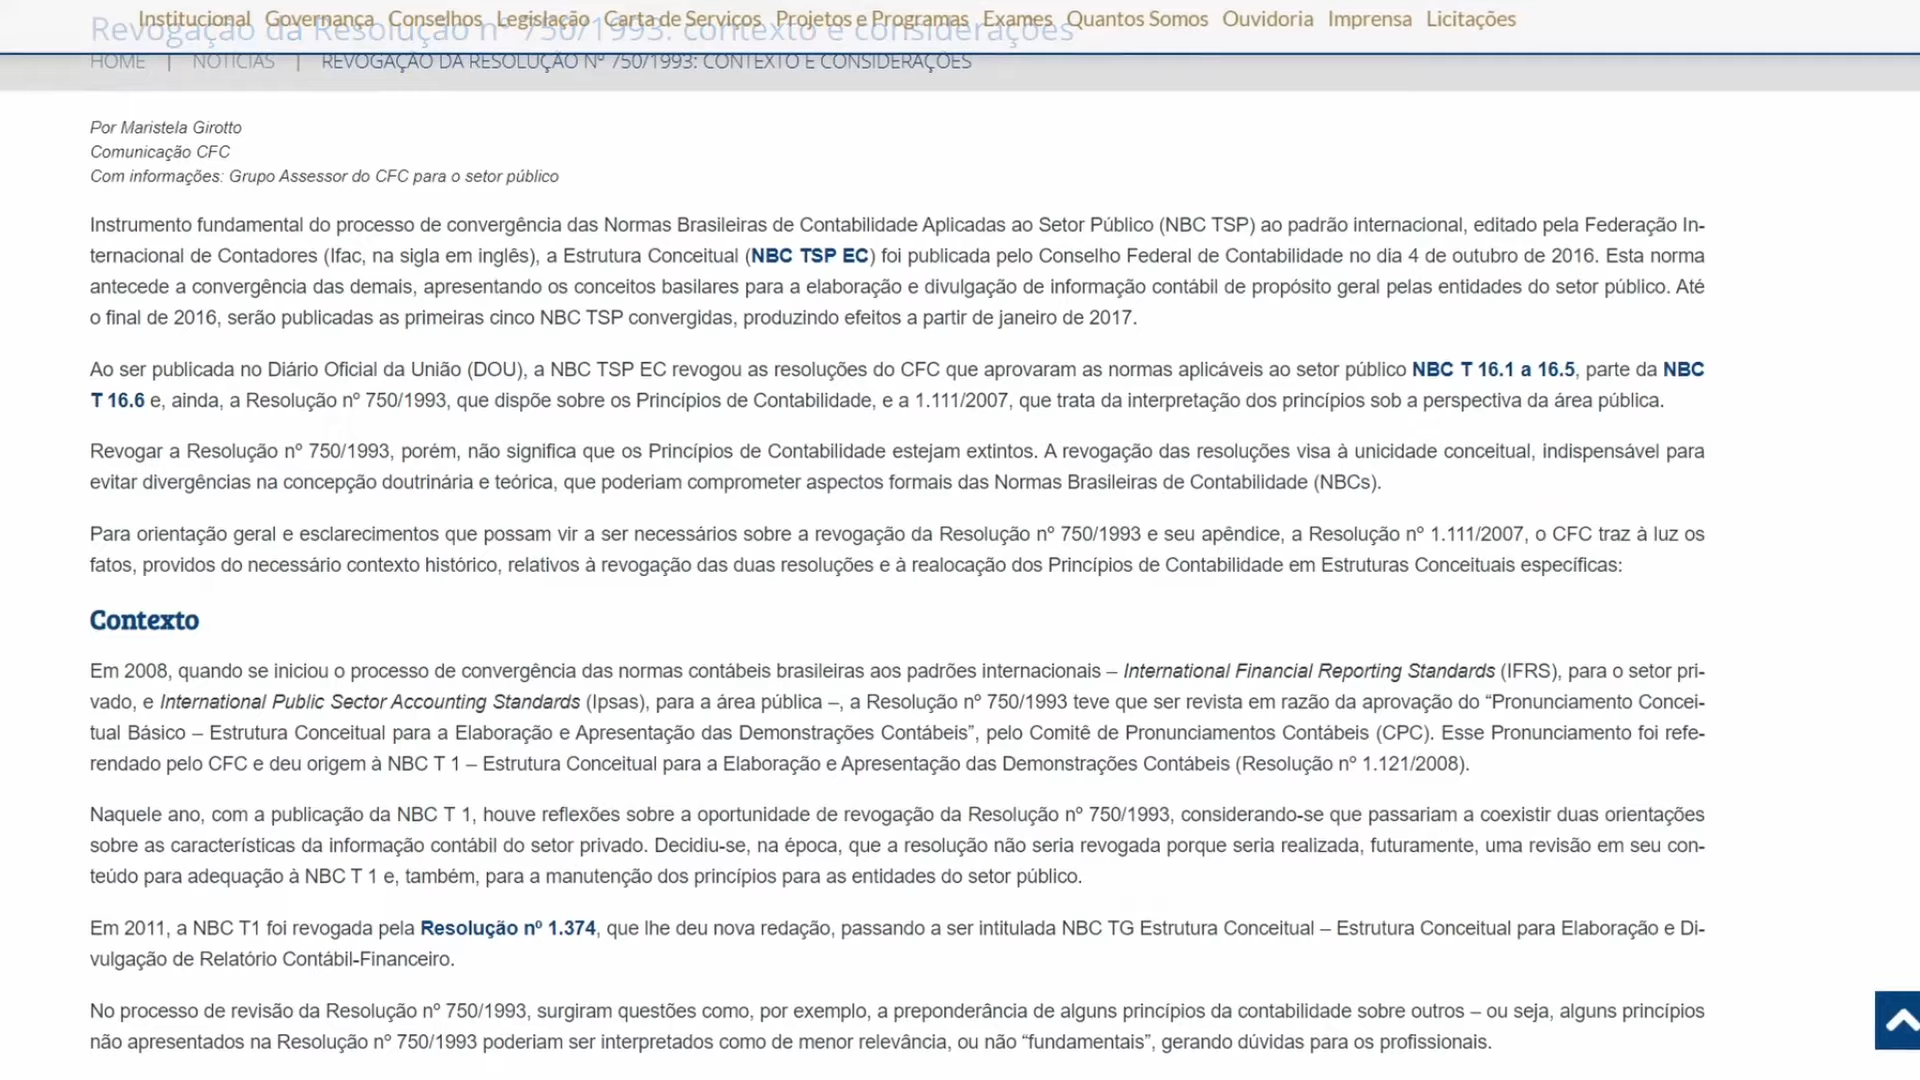 Institucional Governança Conselhos Legislação Carta de Serviços Projetos e Programas Exames Quantos Somos Ouvidoria Imprensa Licitações
Revogação da Resolução nº 750/1993: contexto e considerações
HOME | NOTÍCIAS | REVOGAÇÃO DA RESOLUÇÃO Nº 750/1993: CONTEXTO E CONSIDERAÇÕES
Por Maristela Girotto
Comunicação CFC
Com informações: Grupo Assessor do CFC para o setor público
Instrumento fundamental do processo de convergência das Normas Brasileiras de Contabilidade Aplicadas ao Setor Público (NBC TSP) ao padrão internacional, editado pela Federação In-
ternacional de Contadores (Ifac, na sigla em inglês), a Estrutura Conceitual (NBC TSP EC) foi publicada pelo Conselho Federal de Contabilidade no dia 4 de outubro de 2016. Esta norma
antecede a convergência das demais, apresentando os conceitos basilares para a elaboração e divulgação de informação contábil de propósito geral pelas entidades do setor público. Até
o final de 2016, serão publicadas as primeiras cinco NBC TSP convergidas, produzindo efeitos a partir de janeiro de 2017.
Ao ser publicada no Diário Oficial da União (DOU), a NBC TSP EC revogou as resoluções do CFC que aprovaram as normas aplicáveis ao setor público NBC T 16.1 a 16.5, parte da NBC
T 16.6 e, ainda, a Resolução nº 750/1993, que dispõe sobre os Princípios de Contabilidade, e a 1.111/2007, que trata da interpretação dos princípios sob a perspectiva da área pública.
Revogar a Resolução nº 750/1993, porém, não significa que os Princípios de Contabilidade estejam extintos. A revogação das resoluções visa à unicidade conceitual, indispensável para
evitar divergências na concepção doutrinária e teórica, que poderiam comprometer aspectos formais das Normas Brasileiras de Contabilidade (NBCs).
Para orientação geral e esclarecimentos que possam vir a ser necessários sobre a revogação da Resolução nº 750/1993 e seu apêndice, a Resolução nº 1.111/2007, o CFC traz à luz os
fatos, providos do necessário contexto histórico, relativos à revogação das duas resoluções e à realocação dos Princípios de Contabilidade em Estruturas Conceituais específicas:
Contexto
Em 2008, quando se iniciou o processo de convergência das normas contábeis brasileiras aos padrões internacionais – International Financial Reporting Standards (IFRS), para o setor pri-
vado, e International Public Sector Accounting Standards (Ipsas), para a área pública –, a Resolução nº 750/1993 teve que ser revista em razão da aprovação do “Pronunciamento Concei-
tual Básico – Estrutura Conceitual para a Elaboração e Apresentação das Demonstrações Contábeis”, pelo Comitê de Pronunciamentos Contábeis (CPC). Esse Pronunciamento foi refe-
rendado pelo CFC e deu origem à NBC T 1 – Estrutura Conceitual para a Elaboração e Apresentação das Demonstrações Contábeis (Resolução nº 1.121/2008).
Naquele ano, com a publicação da NBC T 1, houve reflexões sobre a oportunidade de revogação da Resolução nº 750/1993, considerando-se que passariam a coexistir duas orientações
sobre as características da informação contábil do setor privado. Decidiu-se, na época, que a resolução não seria revogada porque seria realizada, futuramente, uma revisão em seu con-
teúdo para adequação à NBC T 1 e, também, para a manutenção dos princípios para as entidades do setor público.
Em 2011, a NBC T1 foi revogada pela Resolução nº 1.374, que lhe deu nova redação, passando a ser intitulada NBC TG Estrutura Conceitual – Estrutura Conceitual para Elaboração e Di-
vulgação de Relatório Contábil-Financeiro.
No processo de revisão da Resolução nº 750/1993, surgiram questões como, por exemplo, a preponderância de alguns princípios da contabilidade sobre outros – ou seja, alguns princípios
não apresentados na Resolução nº 750/1993 poderiam ser interpretados como de menor relevância, ou não “fundamentais”, gerando dúvidas para os profissionais.